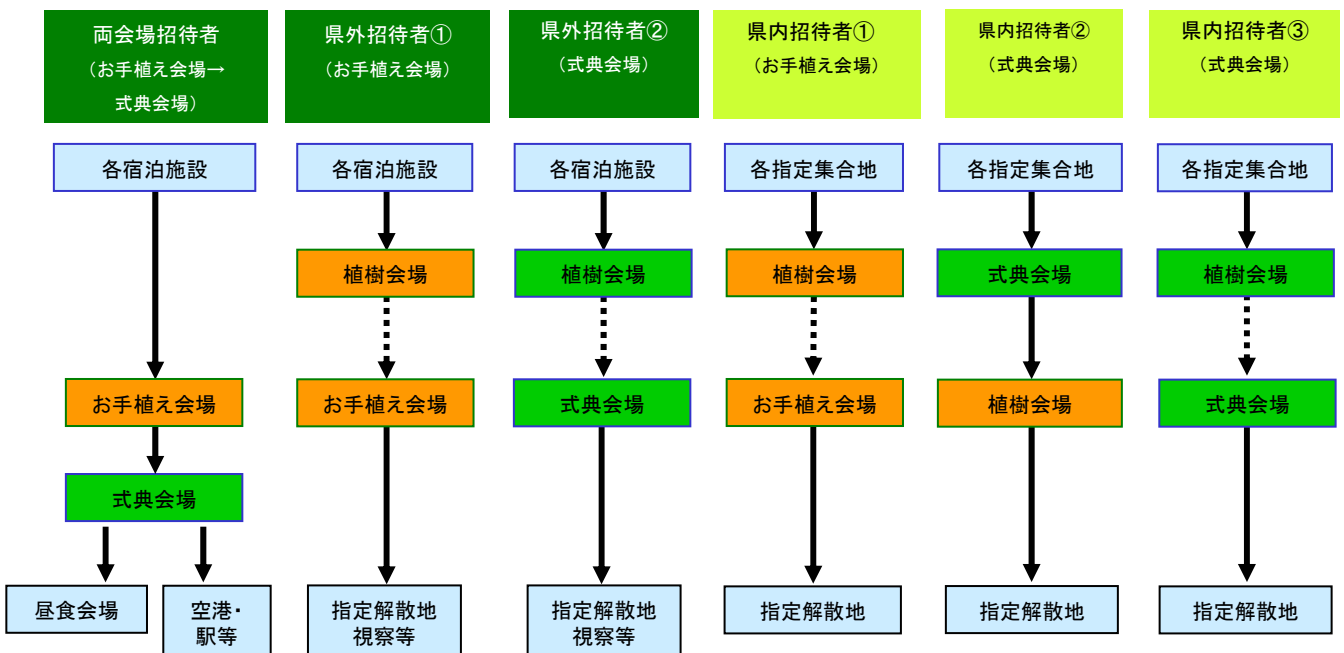 両会場招待者
(お手植え会場→
式典会場)
県外招待者①
(お手植え会場)
県外招待者②
(式典会場)
県内招待者①
(お手植え会場)
県内招待者②
(式典会場)
県内招待者③
(式典会場)
各宿泊施設
各宿泊施設
各宿泊施設
各指定集合地
各指定集合地
各指定集合地
植樹会場
植樹会場
植樹会場
式典会場
植樹会場
お手植え会場
お手植え会場
式典会場
お手植え会場
植樹会場
式典会場
式典会場
昼食会場
空港・
駅等
指定解散地
視察等
指定解散地
視察等
指定解散地
指定解散地
指定解散地